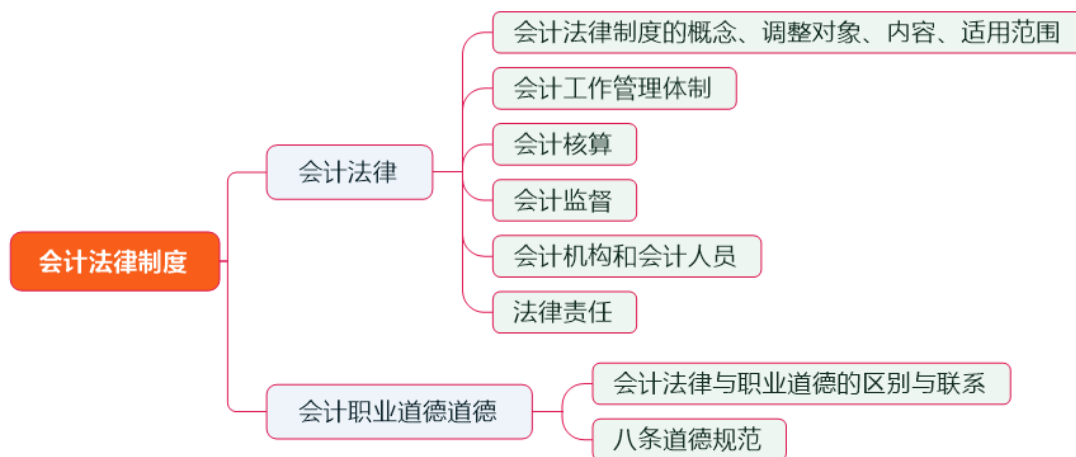 会计法律制度的概念、调整对象、内容、适用范围
会计工作管理体制
会计核算
会计法律
会计监督
会计法律制度
会计机构和会计人员
法律责任
会计法律与职业道德的区别与联系
会计职业道德道德
八条道德规范